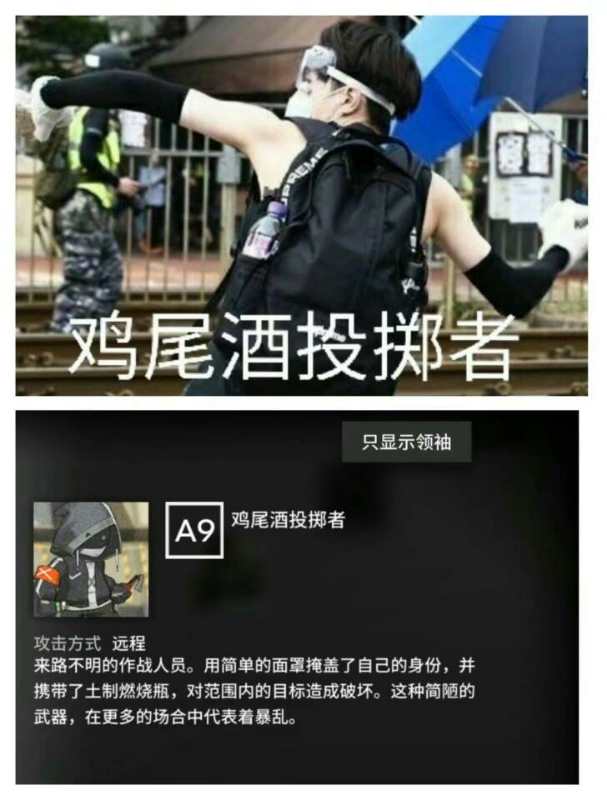 SUPREME
鸡尾酒投掷者
只显示领袖
A9
鸡尾酒投掷者
攻击方式 远程
来路不明的作战人员。用简单的面罩掩盖了自己的身份，并
携带了土制燃烧瓶，对范围内的目标造成破坏。这种简陋的
武器，在更多的场合中代表着暴乱。